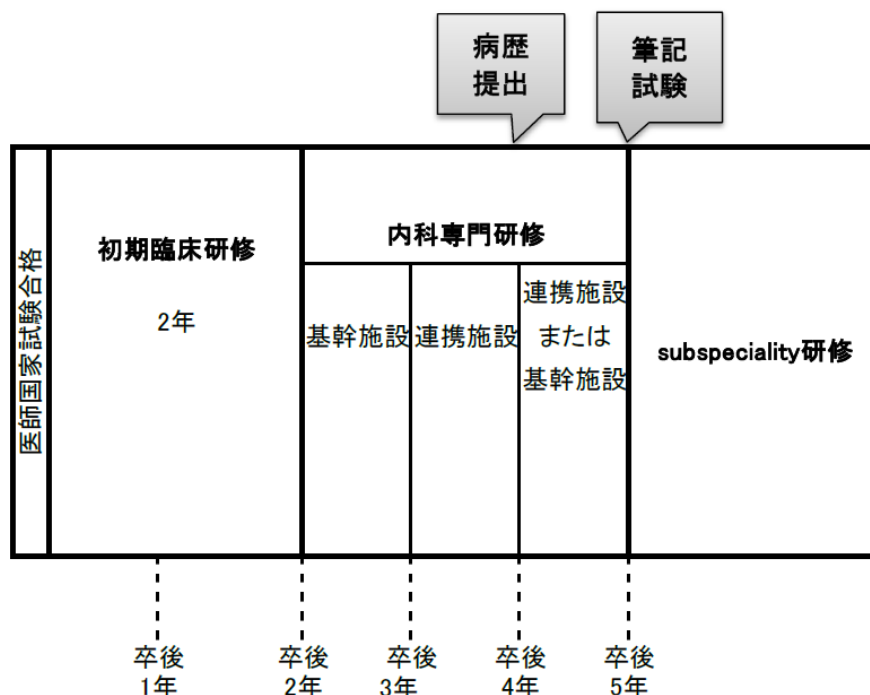 病歴
提出
筆記
試験
医師国家試験合格
初期臨床研修
2年
内科専門研修
基幹施設
連携施設
連携施設
または
基幹施設
subspeciality研修
卒後
1年
卒後
2年
卒後
3年
卒後
4年
卒後
5年